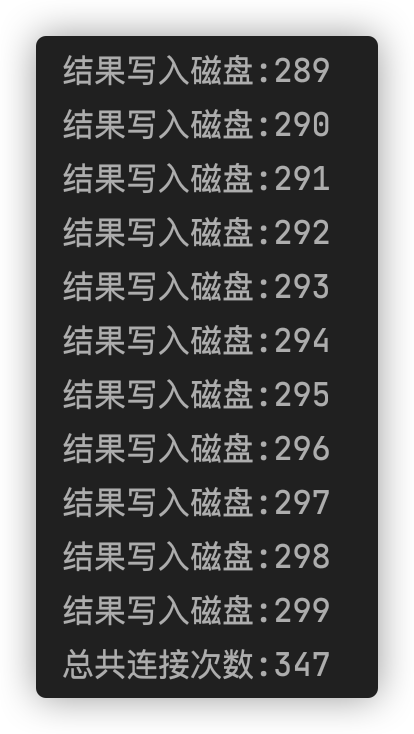 结果写入磁盘:289
结果写入磁盘:290
结果写入磁盘:291
结果写入磁盘:292
结果写入磁盘:293
结果写入磁盘:294
结果写入磁盘:295
结果写入磁盘:296
结果写入磁盘:297
结果写入磁盘:298
结果写入磁盘:299
总共连接次数:347